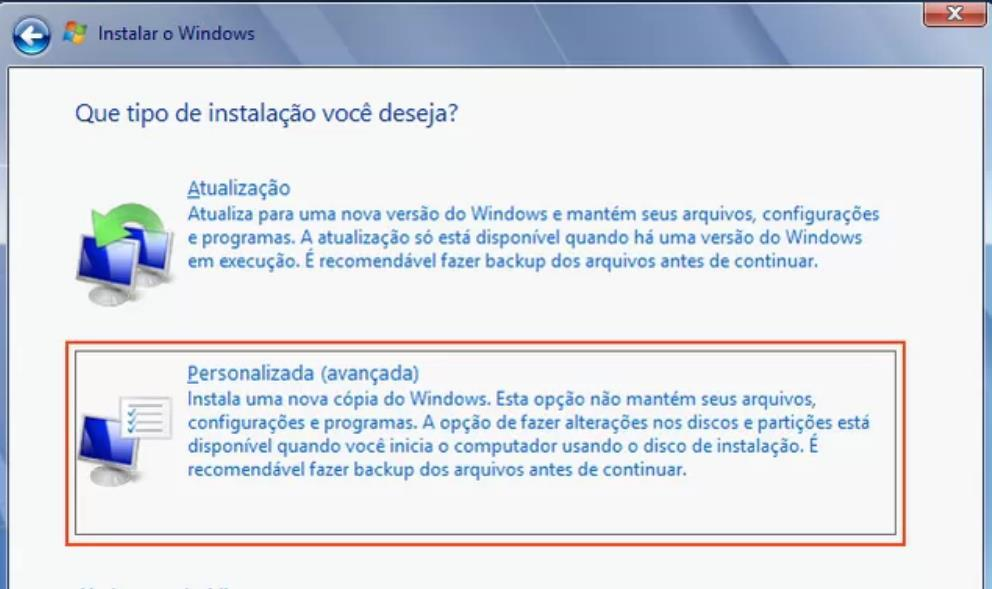 Instalar o Windows
Que tipo de instalação você deseja?
Atualização
Atualiza para uma nova versão do Windows e mantém seus arquivos, configurações
e programas. A atualização só está disponível quando há uma versão do Windows
em execução. É recomendável fazer backup dos arquivos antes de continuar.
Personalizada (avançada)
Instala uma nova cópia do Windows. Esta opção não mantém seus arquivos,
configurações e programas. A opção de fazer alterações nos discos e partições está
disponível quando você inicia o computador usando o disco de instalação. É
recomendável fazer backup dos arquivos antes de continuar.